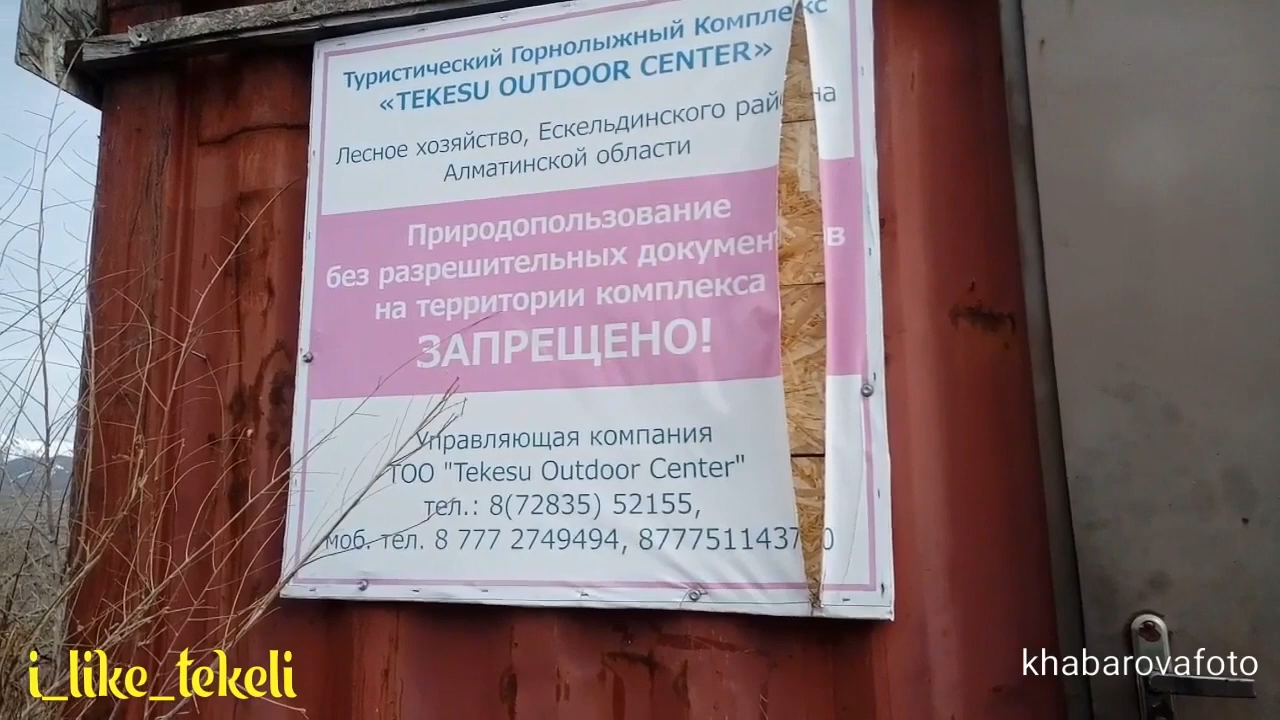 Туристический Горнолыжный Комплекс
«TEKESU OUTDOOR CENTER»
Лесное хозяйство, Ескельдинского района
Алматинской области
Природопользование
без разрешительных документов
на территории комплекса
ЗАПРЕЩЕНО!
Управляющая компания
ТОО "Tekesu Outdoor Center"
тел.: 8(72835) 52155,
моб. тел. 8 777 2749494,
i_like_tekeli
khabarovafoto